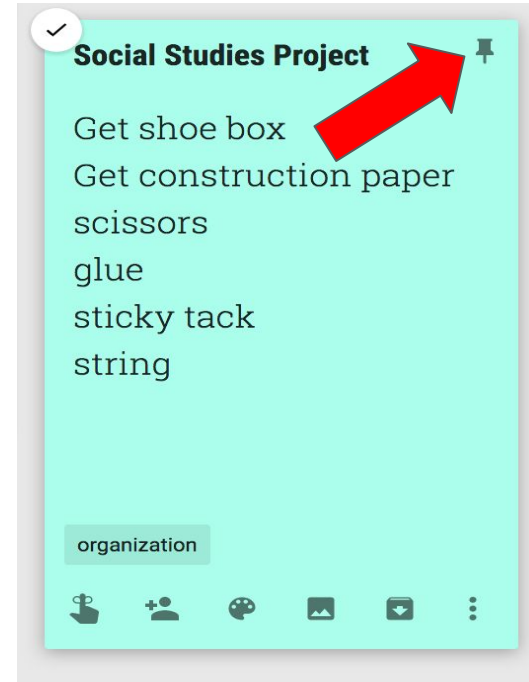 Social Studies Project
Get shoe box
Get construction paper
scissors
glue
sticky tack
string
organization